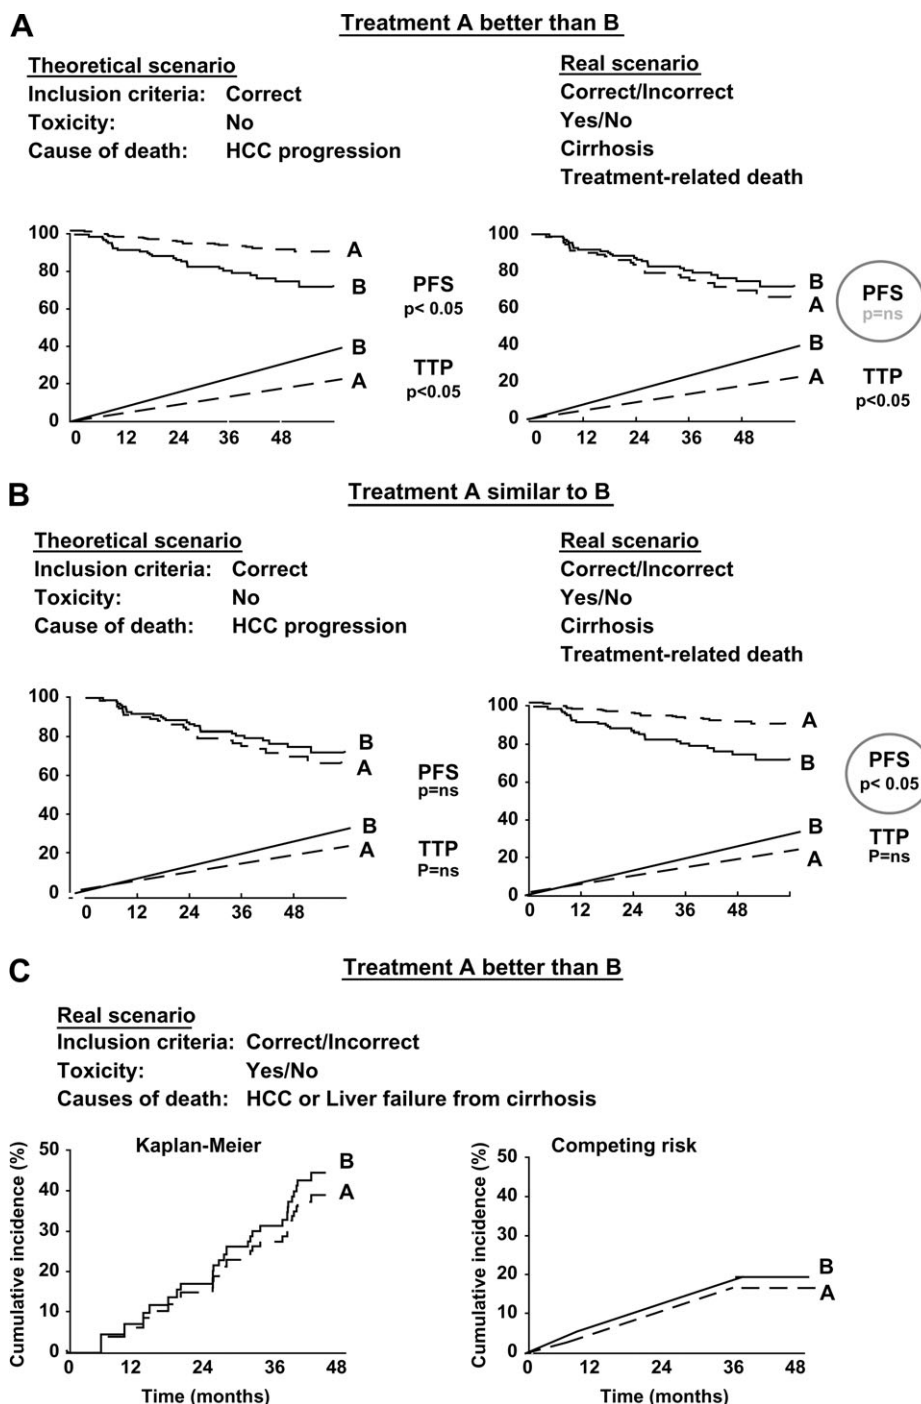 A
Treatment A better than B
Theoretical scenario
Inclusion criteria: Correct
Toxicity: No
Cause of death: HCC progression
Real scenario
Correct/Incorrect
Yes/No
Cirrhosis
Treatment-related death
100
80
60
40
20
0
0 12 24 36 48
A
B
PFS
p< 0.05
B
A
TTP
p<0.05
100
80
60
40
20
0
0 12 24 36 48
B
A
PFS
p=ns
B
A
TTP
p<0.05
B
Treatment A similar to B
Theoretical scenario
Inclusion criteria: Correct
Toxicity: No
Cause of death: HCC progression
Real scenario
Correct/Incorrect
Yes/No
Cirrhosis
Treatment-related death
100
80
60
40
20
0
0 12 24 36 48
B
A
PFS
p=ns
B
A
TTP
P=ns
100
80
60
40
20
0
0 12 24 36 48
A
B
PFS
p< 0.05
B
A
TTP
P=ns
C
Treatment A better than B
Real scenario
Inclusion criteria: Correct/Incorrect
Toxicity: Yes/No
Causes of death: HCC or Liver failure from cirrhosis
Kaplan-Meier
Cumulative incidence (%)
50
40
30
20
10
0
0 12 24 36 48
Time (months)
B
A
Competing risk
Cumulative incidence (%)
50
40
30
20
10
0
0 12 24 36 48
Time (months)
B
A